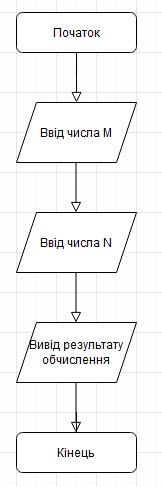 Початок
Ввід числа M
Ввід числа N
Вивід результату
обчислення
Кінець